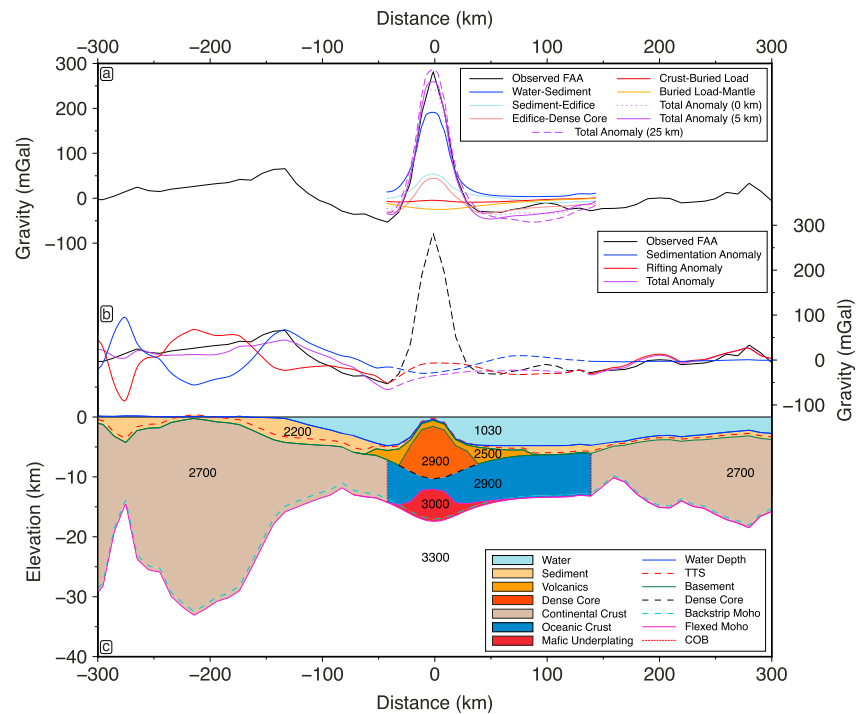 Distance (km)
−300 −200 −100 0 100 200 300
a
300
200
100
0
−100
Gravity (mGal)
Observed FAA
Water-Sediment
Sediment-Edifice
Edifice-Dense Core
Crust-Buried Load
Buried Load-Mantle
Total Anomaly (0 km)
Total Anomaly (5 km)
Total Anomaly (25 km)
b
300
200
100
0
−100
Gravity (mGal)
Observed FAA
Sedimentation Anomaly
Rifting Anomaly
Total Anomaly
0
−10
−20
−30
−40
Elevation (km)
2200
1030
2500
2900
2900
2700
2700
3000
3300
Water
Sediment
Volcanics
Dense Core
Continental Crust
Oceanic Crust
Mafic Underplating
Water Depth
TTS
Basement
Dense Core
Backstrip Moho
Flexed Moho
COB
c
−300 −200 −100 0 100 200 300
Distance (km)